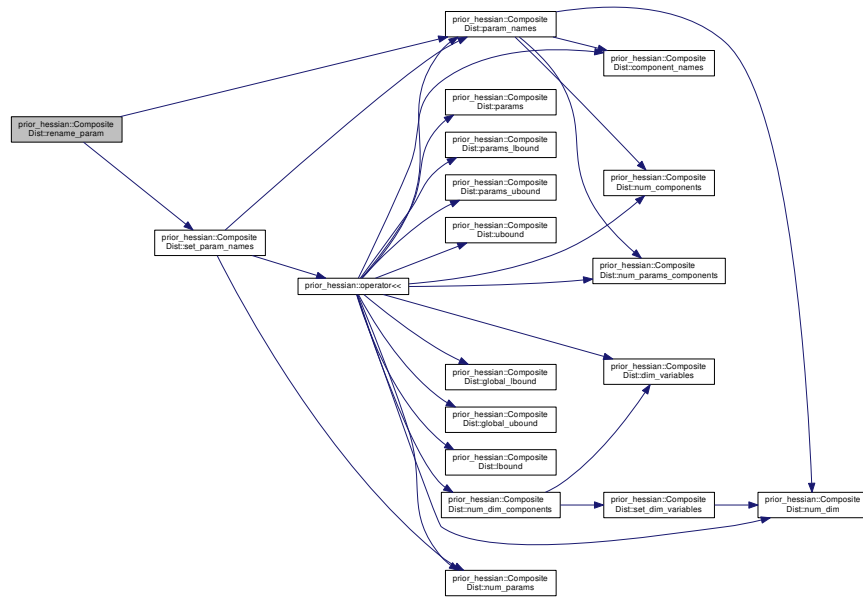 prior_hessian::Composite
Dist::param_names
prior_hessian::Composite
Dist::component_names
prior_hessian::Composite
Dist::params
prior_hessian::Composite
Dist::rename_param
prior_hessian::Composite
Dist::params_lbound
prior_hessian::Composite
Dist::params_ubound
prior_hessian::Composite
Dist::num_components
prior_hessian::Composite
Dist::ubound
prior_hessian::Composite
Dist::set_param_names
prior_hessian::Composite
Dist::num_params_components
prior_hessian::operator<<
prior_hessian::Composite
Dist::dim_variables
prior_hessian::Composite
Dist::global_lbound
prior_hessian::Composite
Dist::global_ubound
prior_hessian::Composite
Dist::lbound
prior_hessian::Composite
Dist::num_dim_components
prior_hessian::Composite
Dist::set_dim_variables
prior_hessian::Composite
Dist::num_dim
prior_hessian::Composite
Dist::num_params